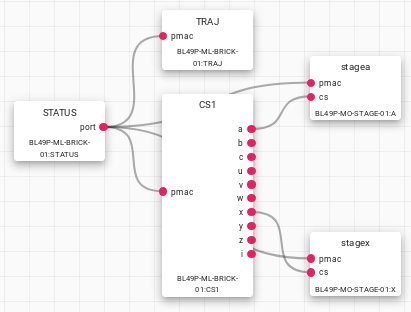 TRAJ
pmac
BL49P-ML-BRICK-
01:TRAJ
stagea
pmac
cs
BL49P-MO-STAGE-01:A
STATUS
port
BL49P-ML-BRICK-
01:STATUS
CS1
a
b
c
u
v
w
pmac
x
y
z
i
BL49P-ML-BRICK-
01:CS1
stagex
pmac
cs
BL49P-MO-STAGE-01:X